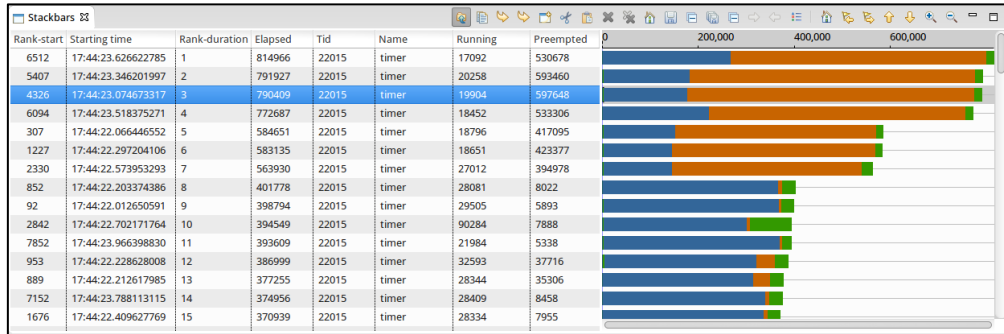 Stackbars
Rank-start Starting time Rank-duration Elapsed Tid Name Running Preempted 0 200,000 400,000 600,000
6512 17:44:23.626622785 1 814966 22015 timer 17092 530678
5407 17:44:23.346201997 2 791927 22015 timer 20258 593460
4326 17:44:23.074673317 3 790409 22015 timer 19904 597648
6094 17:44:23.518375271 4 772687 22015 timer 18452 533306
307 17:44:22.066446552 5 584651 22015 timer 18796 417095
1227 17:44:22.297204106 6 583135 22015 timer 18651 423377
2330 17:44:22.573953293 7 563930 22015 timer 27012 394978
852 17:44:22.203374386 8 401778 22015 timer 28081 8022
92 17:44:22.012650591 9 398794 22015 timer 29505 5893
2842 17:44:22.702171764 10 394549 22015 timer 90284 7888
7852 17:44:23.966398830 11 393609 22015 timer 21984 5338
953 17:44:22.228628008 12 386999 22015 timer 32593 37716
889 17:44:22.212617985 13 377255 22015 timer 28344 35306
7152 17:44:23.788113115 14 374956 22015 timer 28409 8458
1676 17:44:22.409627769 15 370939 22015 timer 28334 7955